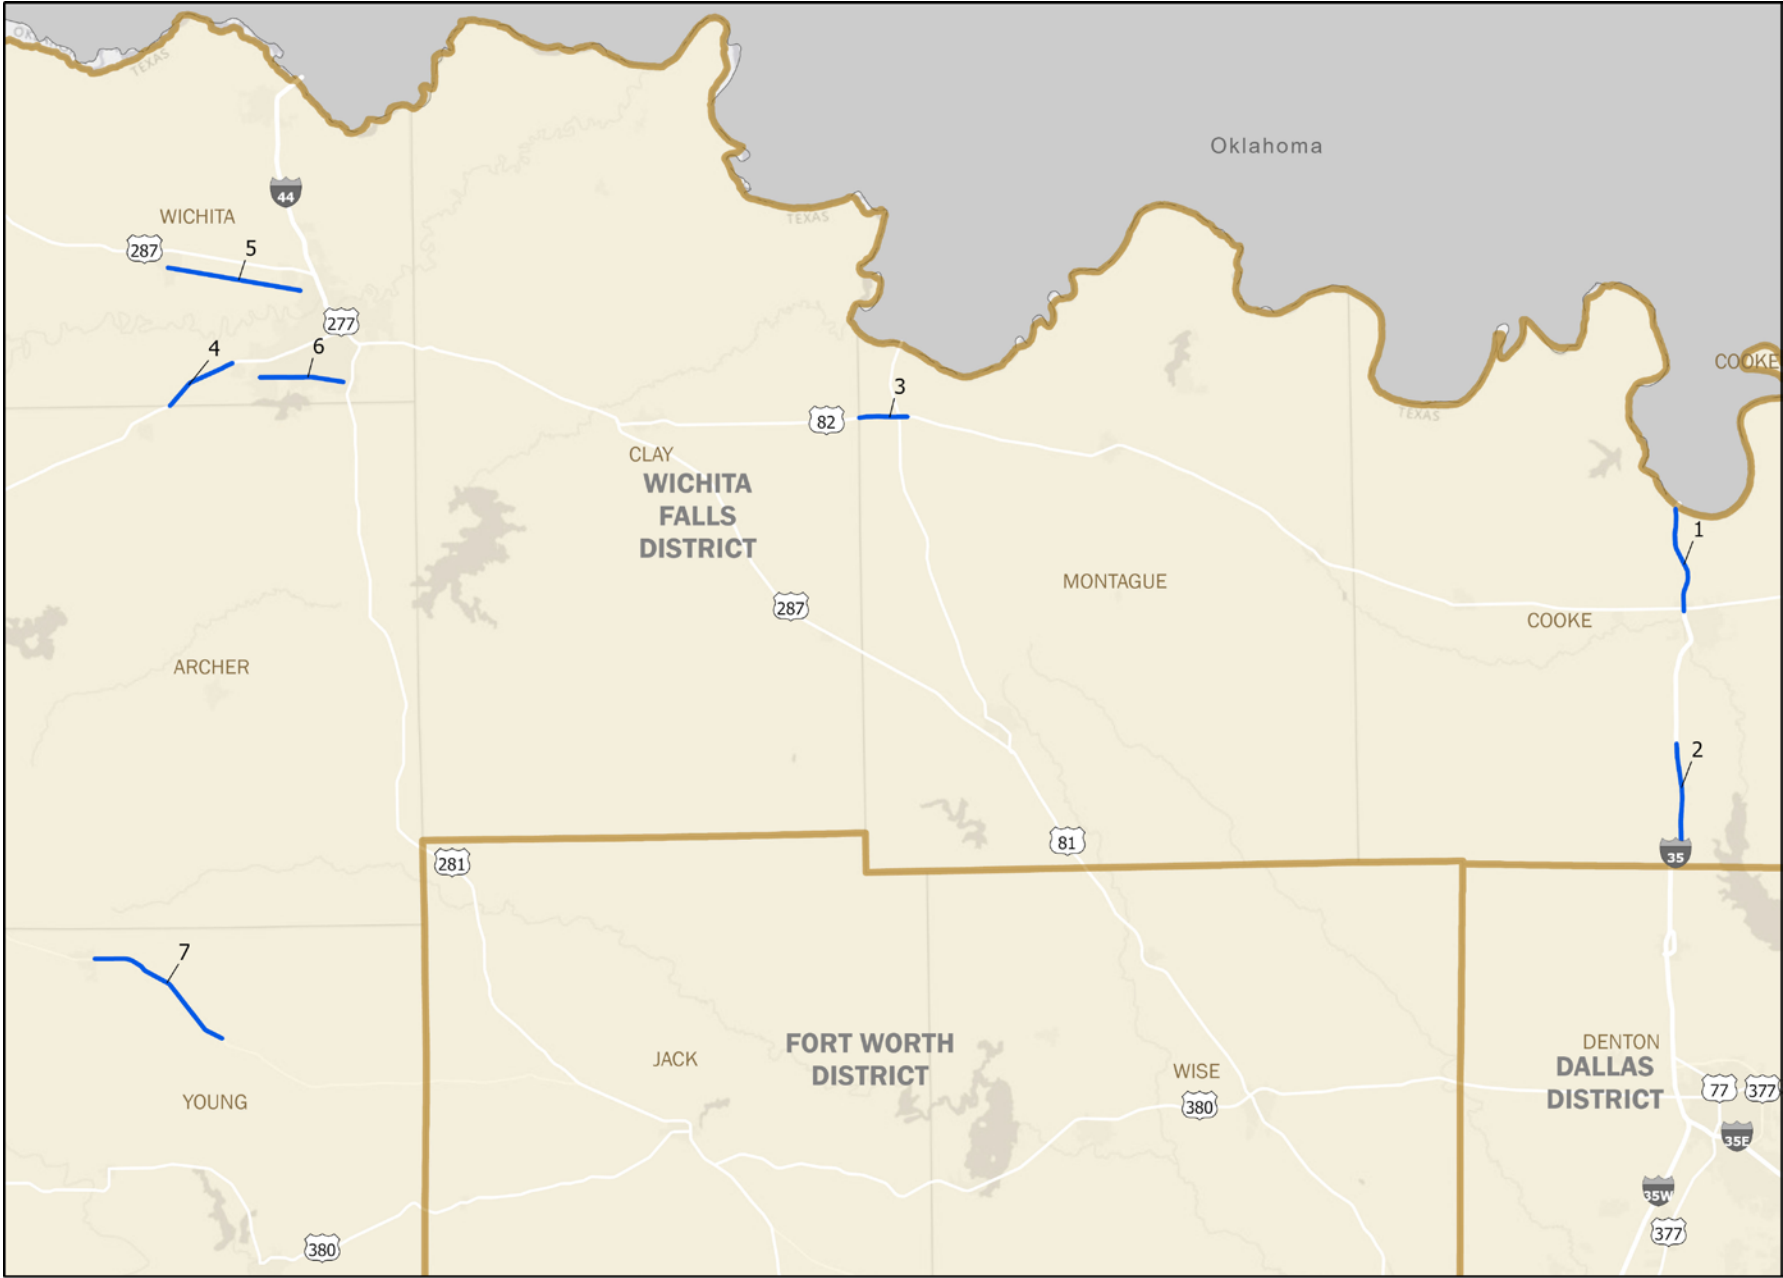 OKLAHOMA
TEXAS
Oklahoma
44
WICHITA
TEXAS
287
5
277
4
6
COOKE
3
82
TEXAS
CLAY
WICHITA
FALLS
DISTRICT
1
287
MONTAGUE
COOKE
ARCHER
2
81
35
281
7
FORT WORTH
DISTRICT
JACK
WISE
DENTON
DALLAS
DISTRICT
YOUNG
380
77
377
35E
35W
377
380